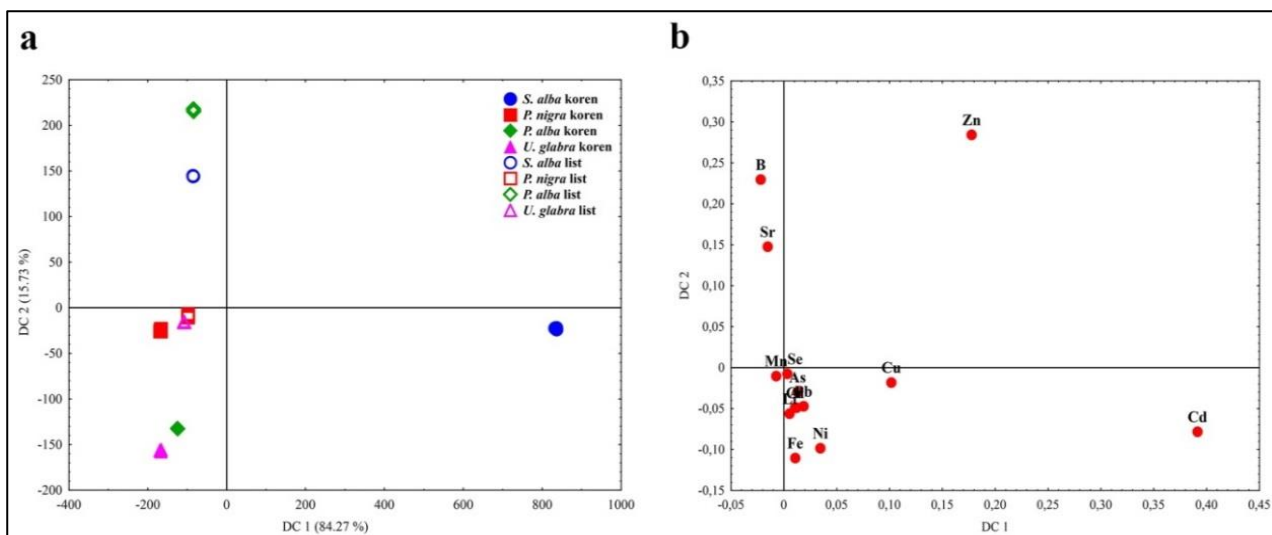 a
250
200
150
100
50
0
-50
-100
-150
-200
DC 2 (15.73 %)
-400 -200 0 200 400 600 800 1000
DC 1 (84.27 %)
S. alba koren
P. nigra koren
P. alba koren
U. glabra koren
S. alba list
P. nigra list
P. alba list
U. glabra list
b
0,35
0,30
0,25
0,20
0,15
0,10
0,05
0
-0,05
-0,10
-0,15
DC 2
Zn
B
Sr
Mn Se
As
Cu
Fe Ni
Cd
-0,05 0 0,05 0,10 0,15 0,20 0,25 0,30 0,35 0,40 0,45
DC 1